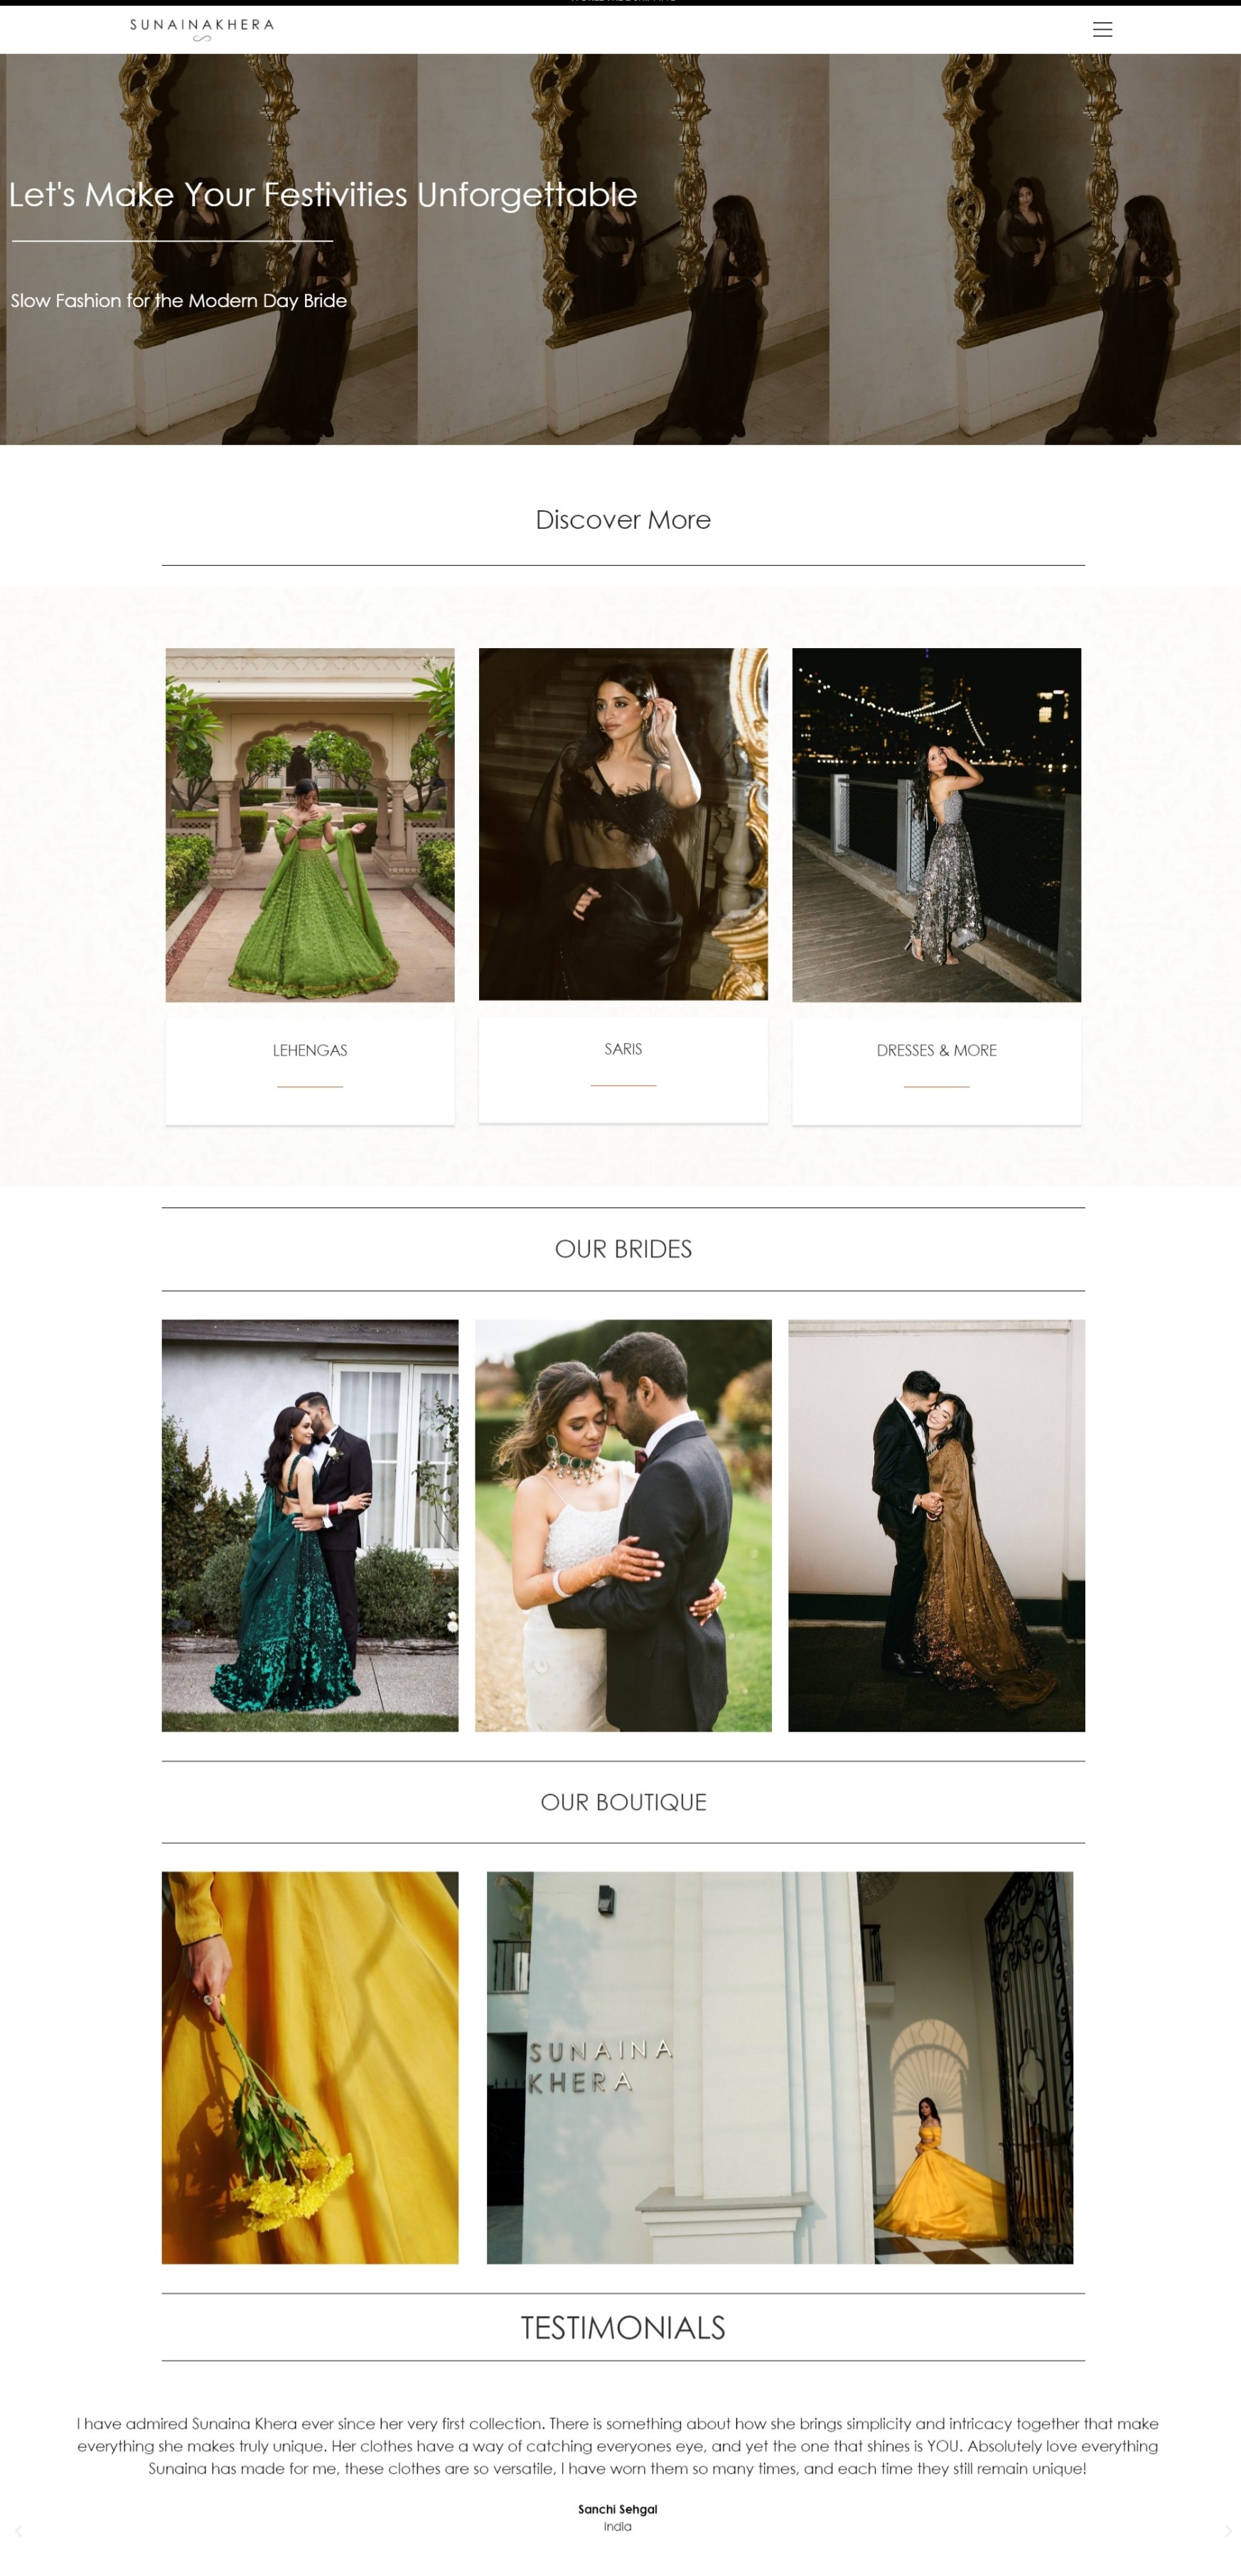 SUNAINAKHERA
Let's Make Your Festivities Unforgettable
Slow Fashion for the Modern Day Bride
Discover More
LEHENGAS
SARIS
DRESSES & MORE
OUR BRIDES
OUR BOUTIQUE
SUNAINA
KHERA
TESTIMONIALS
I have admired Sunaina Khera ever since her very first collection. There is something about how she brings simplicity and intricacy together that make
everything she makes truly unique. Her clothes have a way of catching everyones eye, and yet the one that shines is YOU. Absolutely love everything
Sunaina has made for me, these clothes are so versatile, I have worn them so many times, and each time they still remain unique!
Sanchi Sehgal
India